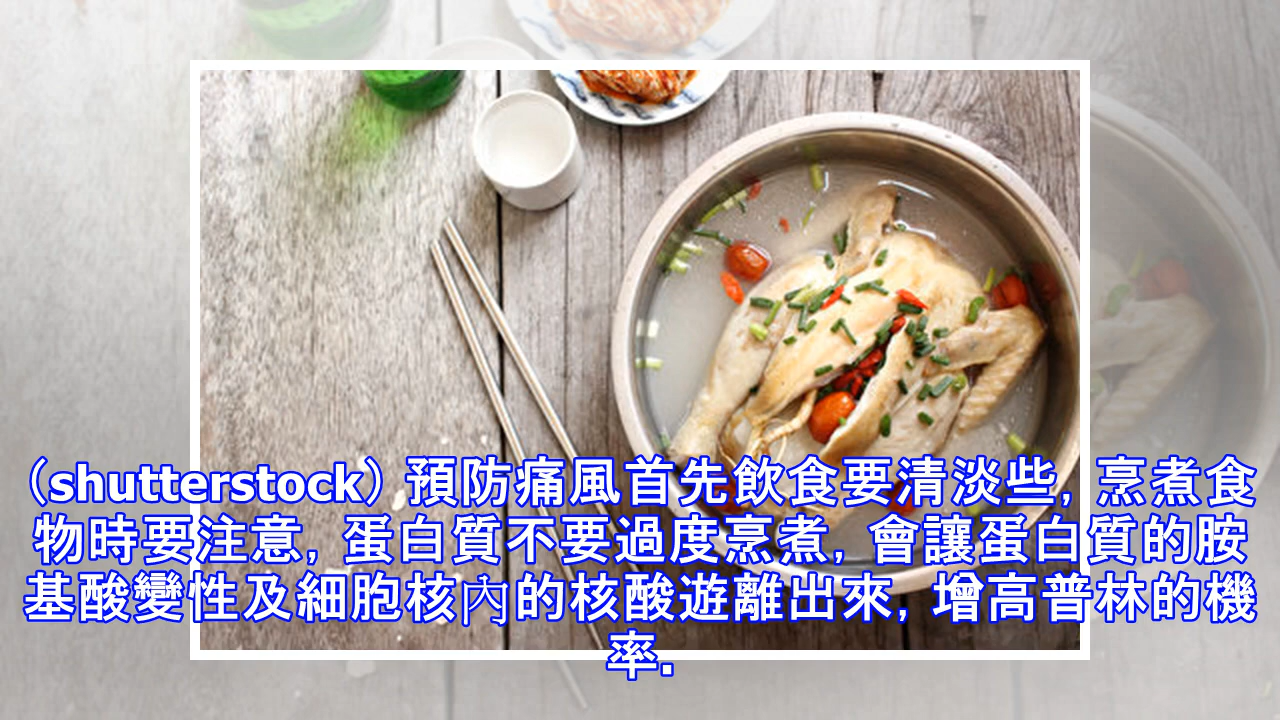 (shutterstock) 預防痛風首先飲食要清淡些, 烹煮食
物時要注意, 蛋白質不要過度烹煮, 會讓蛋白質的胺
基酸變性及細胞核內的核酸遊離出來, 增高普林的機
率.